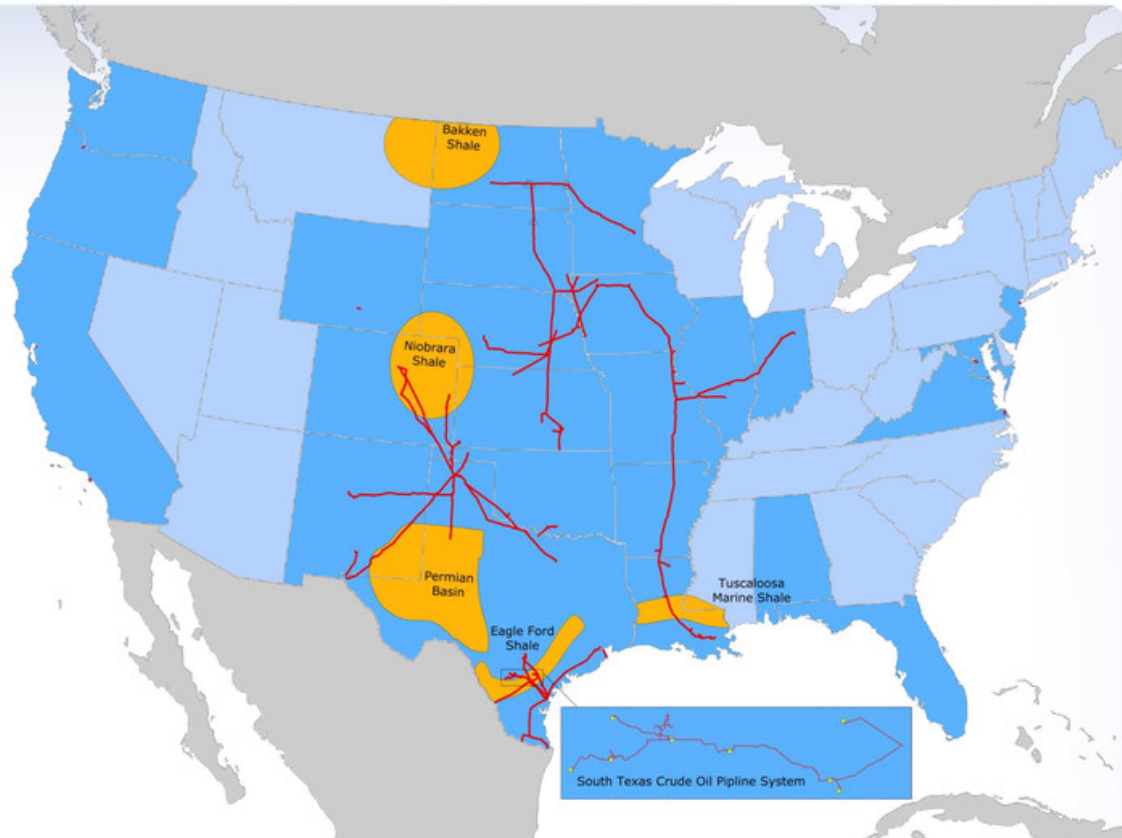 Bakken
Shale
Niobrara
Shale
Permian
Basin
Tuscaloosa
Marine Shale
Eagle Ford
Shale
South Texas Crude Oil Pipline System